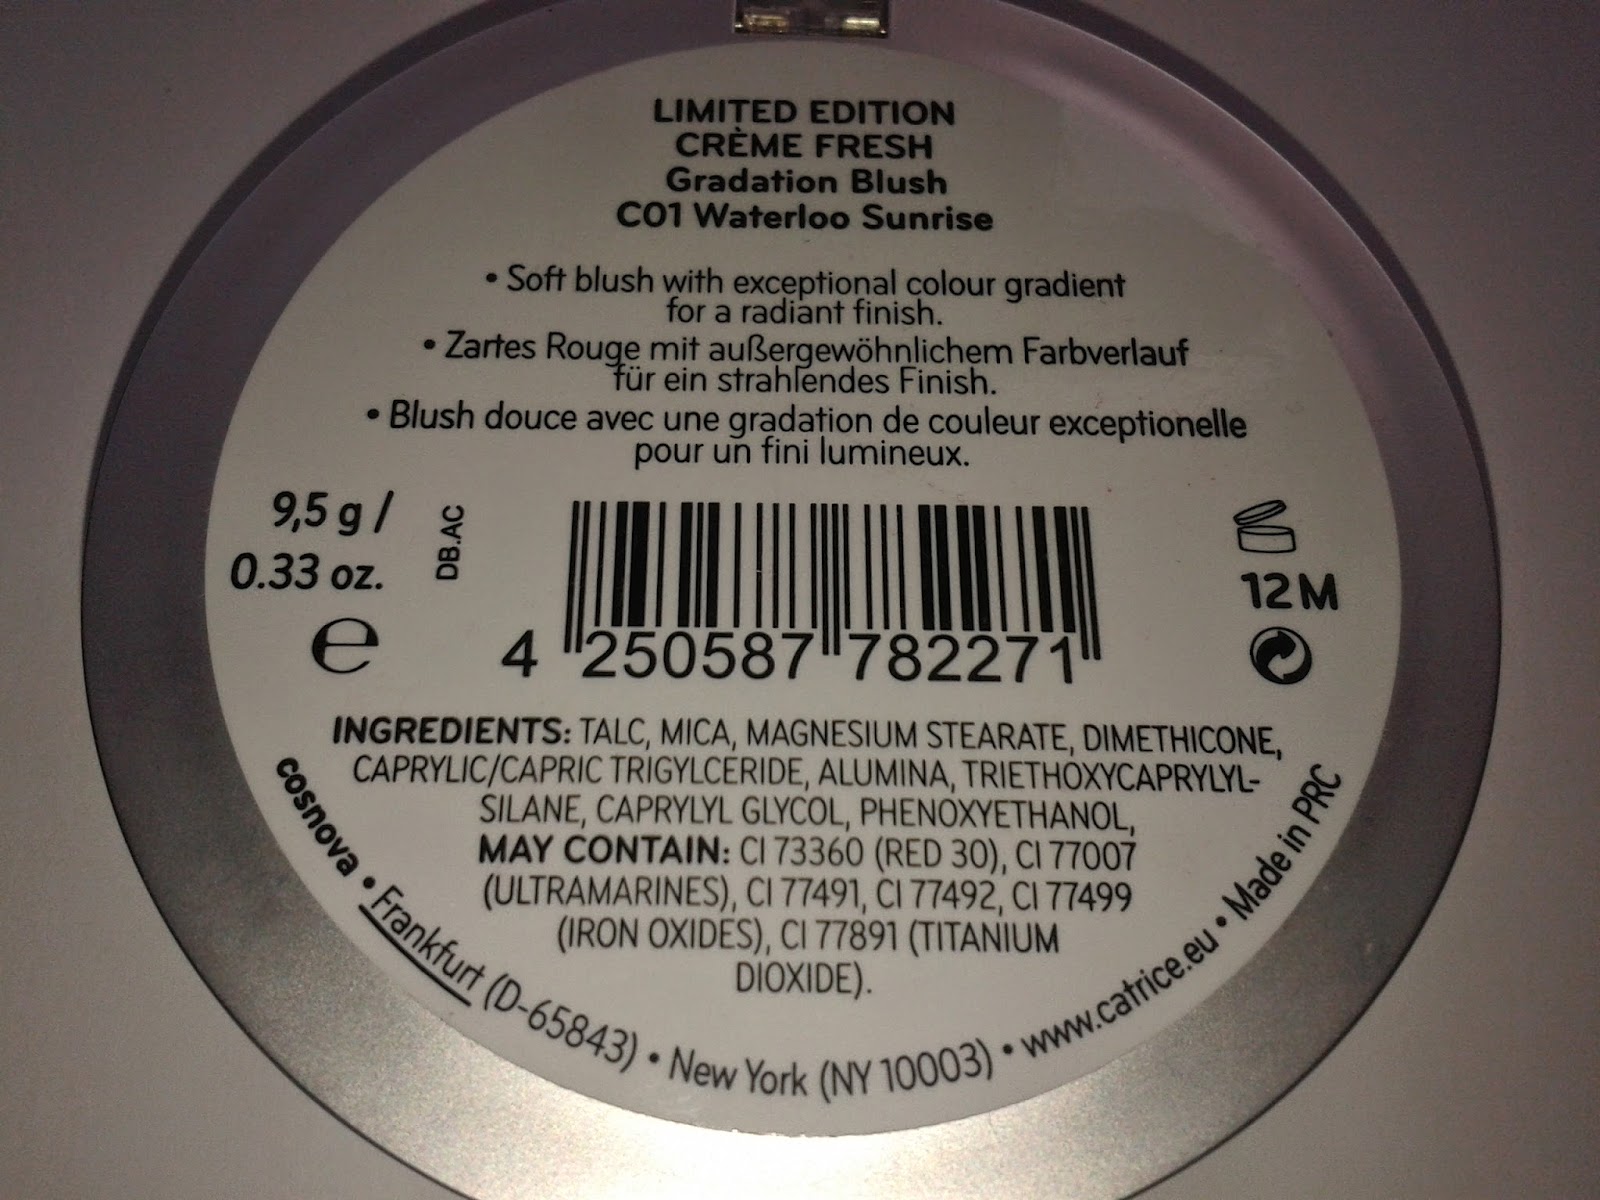 LIMITED EDITION
CRÈME FRESH
Gradation Blush
C01 Waterloo Sunrise
• Soft blush with exceptional colour gradient
for a radiant finish.
• Zartes Rouge mit außergewöhnlichem Farbverlauf
für ein strahlendes Finish.
• Blush douce avec une gradation de couleur exceptionelle
pour un fini lumineux.
9,5 g /
0.33 oz.
e
DB.AC
4 250587 782271
12 M
INGREDIENTS: TALC, MICA, MAGNESIUM STEARATE, DIMETHICONE,
CAPRYLIC/CAPRIC TRIGYLCERIDE, ALUMINA, TRIETHOXYCAPRYLYL-
SILANE, CAPRYLYL GLYCOL, PHENOXYETHANOL,
MAY CONTAIN: CI 73360 (RED 30), CI 77007
(ULTRAMARINES), CI 77491, CI 77492, CI 77499
(IRON OXIDES), CI 77891 (TITANIUM
DIOXIDE).
cosnova • Frankfurt (D-65843) • New York (NY 10003) • www.catrice.eu • Made in PRC